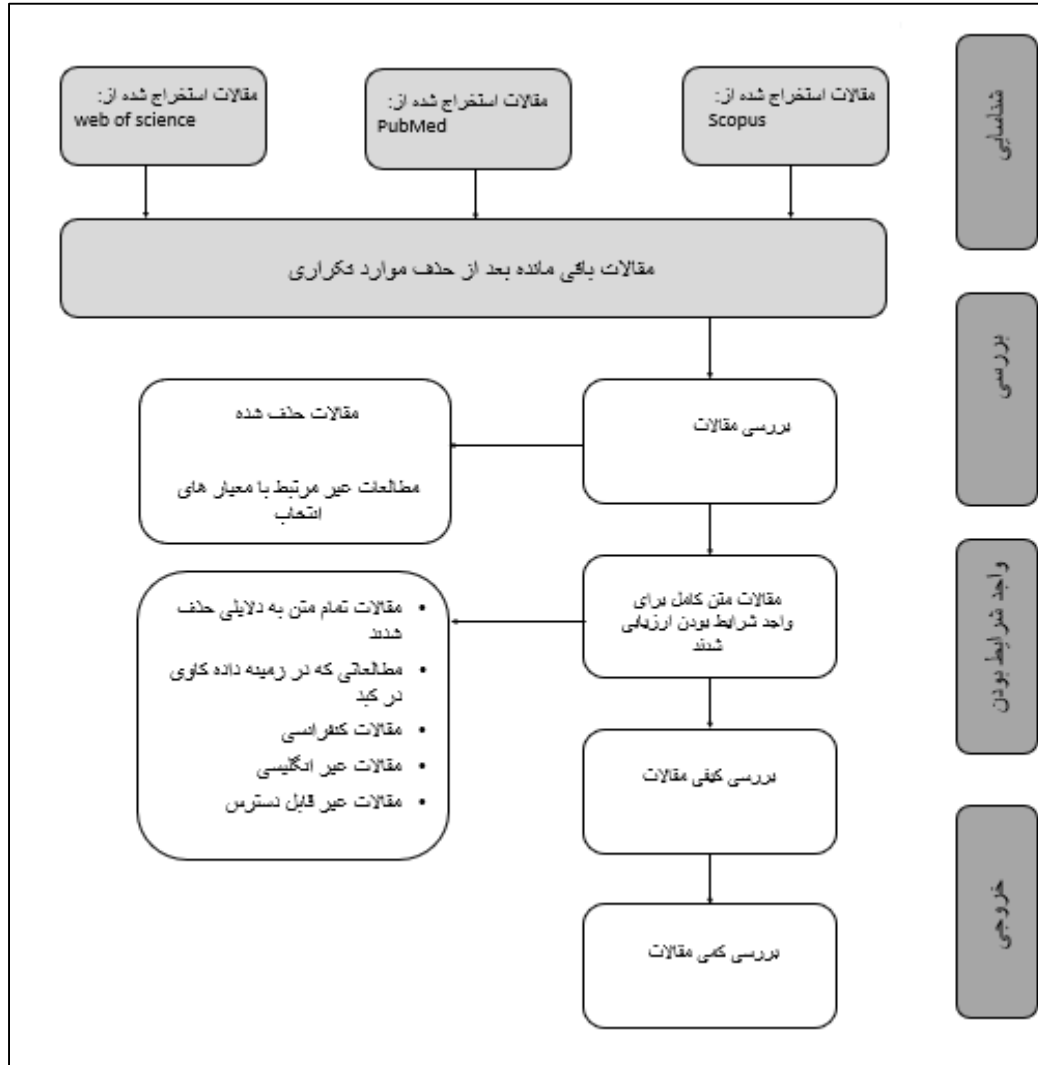 مقالات استخراج شده از:
Scopus
مقالات استخراج شده از:
PubMed
مقالات استخراج شده از:
web of science
شناسایی
مقالات باقی مانده بعد از حذف موارد تکراری
بررسی
بررسی مقالات
مقالات حذف شده
مطالعات غیر مرتبط با معیار های
انتخاب
واجد شرایط بودن
مقالات متن کامل برای
واجد شرایط بودن ارزیابی
شدند
• مقالات تمام متن به دلایلی حذف
شدند
• مطالعاتی که در زمینه داده کاوی
در کبد
• مقالات کنفرانسی
• مقالات غیر انگلیسی
• مقالات غیر قابل دسترس
بررسی کیفی مقالات
خروجی
بررسی کمی مقالات